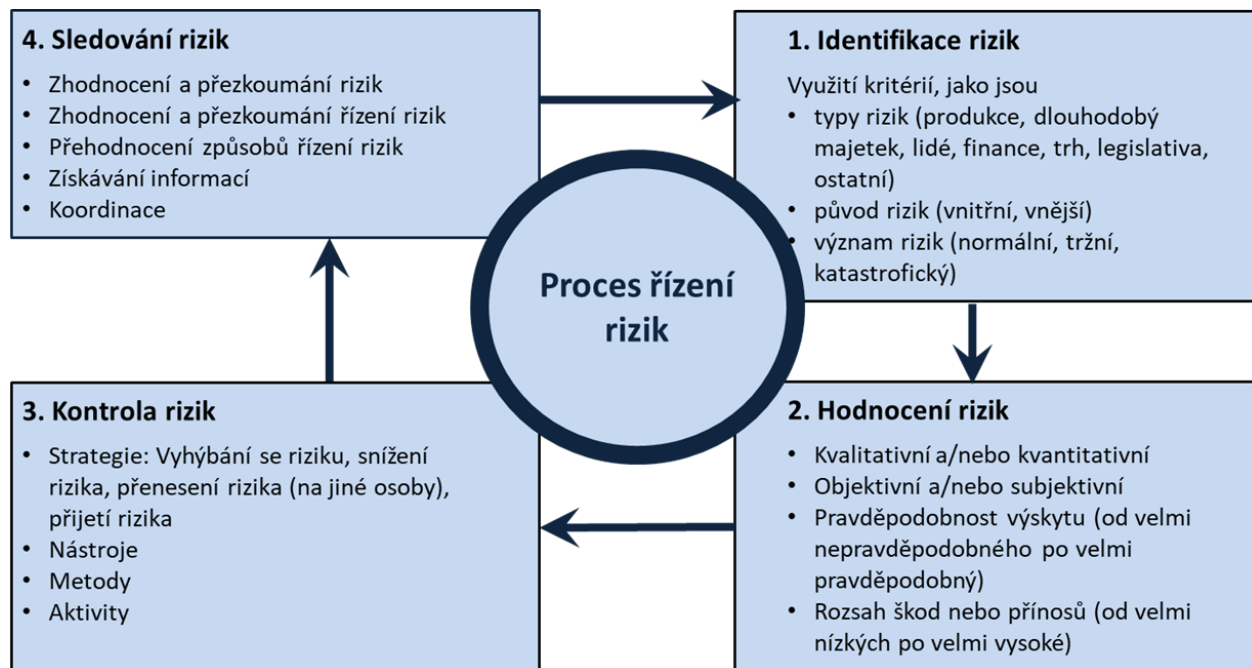 4. Sledování rizik
• Zhodnocení a přezkoumání rizik
• Zhodnocení a přezkoumání řízení rizik
• Přehodnocení způsobů řízení rizik
• Získávání informací
• Koordinace
1. Identifikace rizik
Využití kritérií, jako jsou
• typy rizik (produkce, dlouhodobý
majetek, lidé, finance, trh, legislativa,
ostatní)
• původ rizik (vnitřní, vnější)
• význam rizik (normální, tržní,
katastrofický)
Proces řízení
rizik
3. Kontrola rizik
• Strategie: Vyhýbání se riziku, snížení
rizika, přenesení rizika (na jiné osoby),
přijetí rizika
• Nástroje
• Metody
• Aktivity
2. Hodnocení rizik
• Kvalitativní a/nebo kvantitativní
• Objektivní a/nebo subjektivní
• Pravděpodobnost výskytu (od velmi
nepravděpodobného po velmi
pravděpodobný)
• Rozsah škod nebo přínosů (od velmi
nízkých po velmi vysoké)